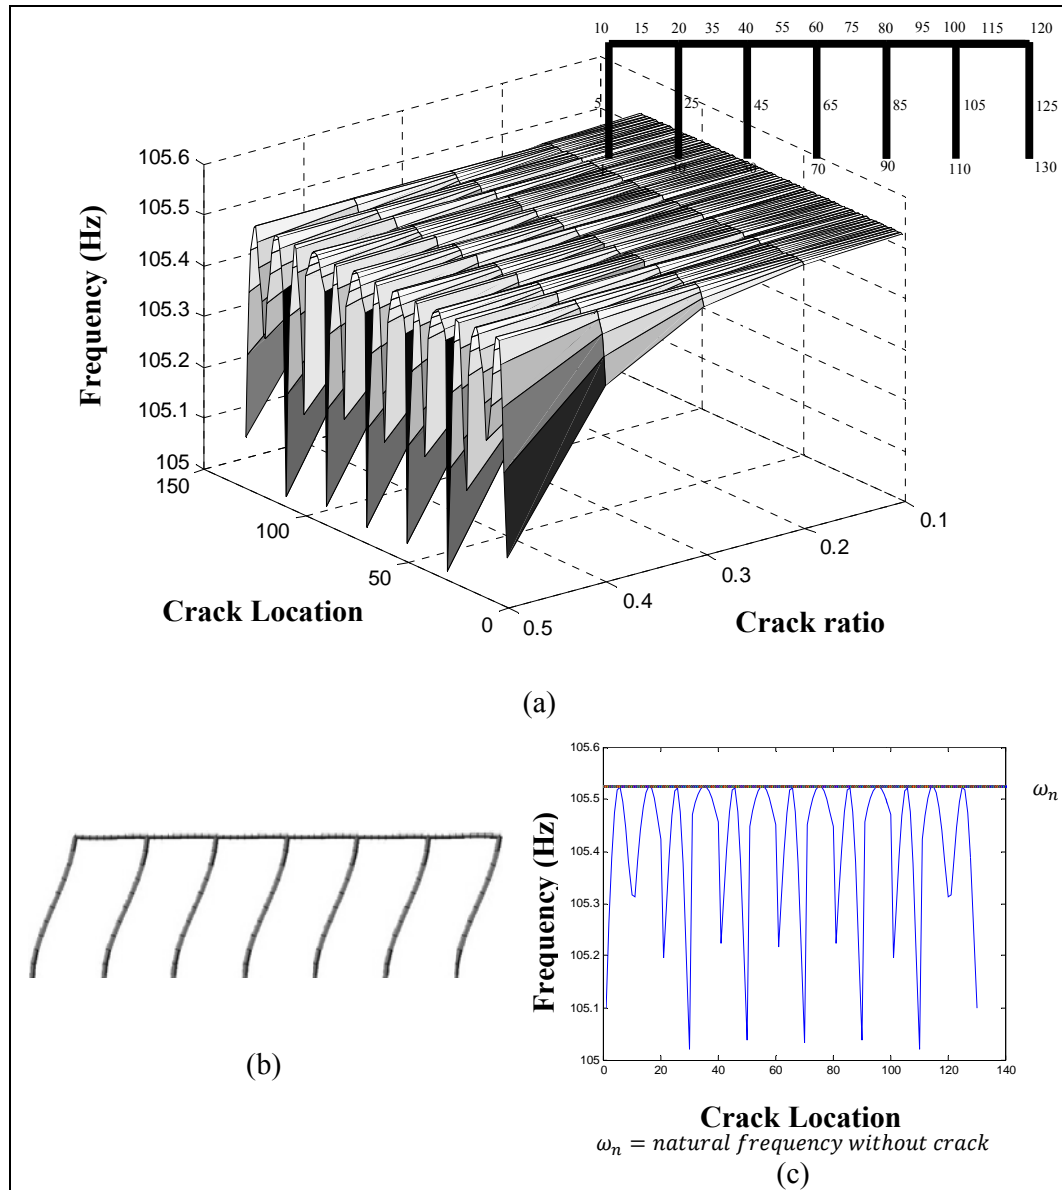 10 15 20 35 40 55 60 75 80 95 100 115 120
5 25 45 65 85 105 125
70 90 110 130
105.6
105.5
105.4
105.3
105.2
105.1
105
Frequency (Hz)
150
100
50
0
Crack Location
0.5
0.4
0.3
0.2
0.1
Crack ratio
(a)
(b)
105.6
105.5
105.4
105.3
105.2
105.1
105
Frequency (Hz)
ωn
0 20 40 60 80 100 120 140
Crack Location
ωn = natural frequency without crack
(c)